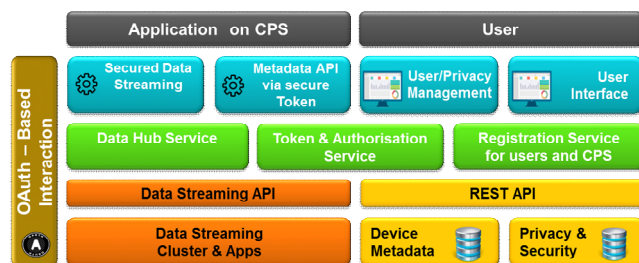 Application on CPS
User
Secured Data
Streaming
Metadata API
via secure
Token
User/Privacy
Management
User
Interface
Data Hub Service
Token & Authorisation
Service
Registration Service
for users and CPS
Data Streaming API
REST API
Data Streaming
Cluster & Apps
Device
Metadata
Privacy &
Security
OAuth – Based
Interaction
A